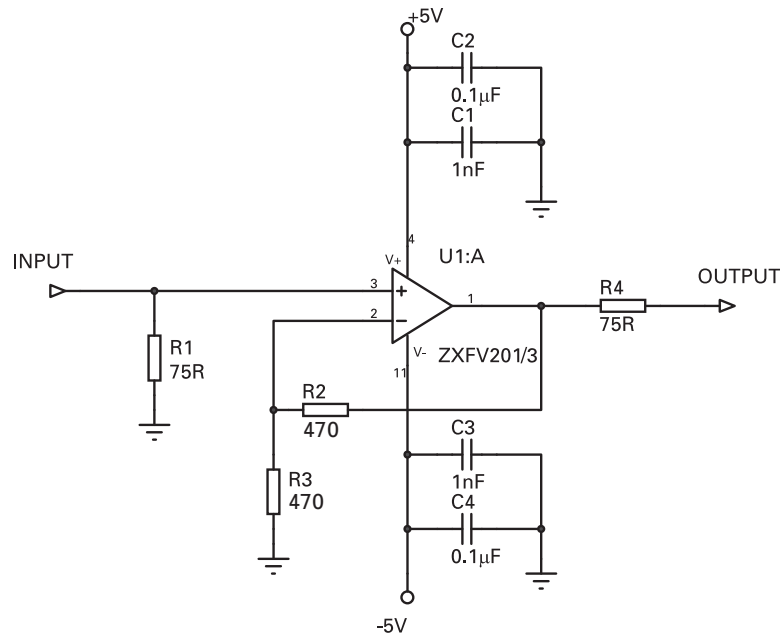 +5V
C2
0.1µF
C1
1nF
4
INPUT
V+
U1:A
OUTPUT
3
+
1
R4
2
−
75R
R1
75R
V-
ZXFV201/3
11
R2
470
C3
1nF
R3
470
C4
0.1µF
-5V